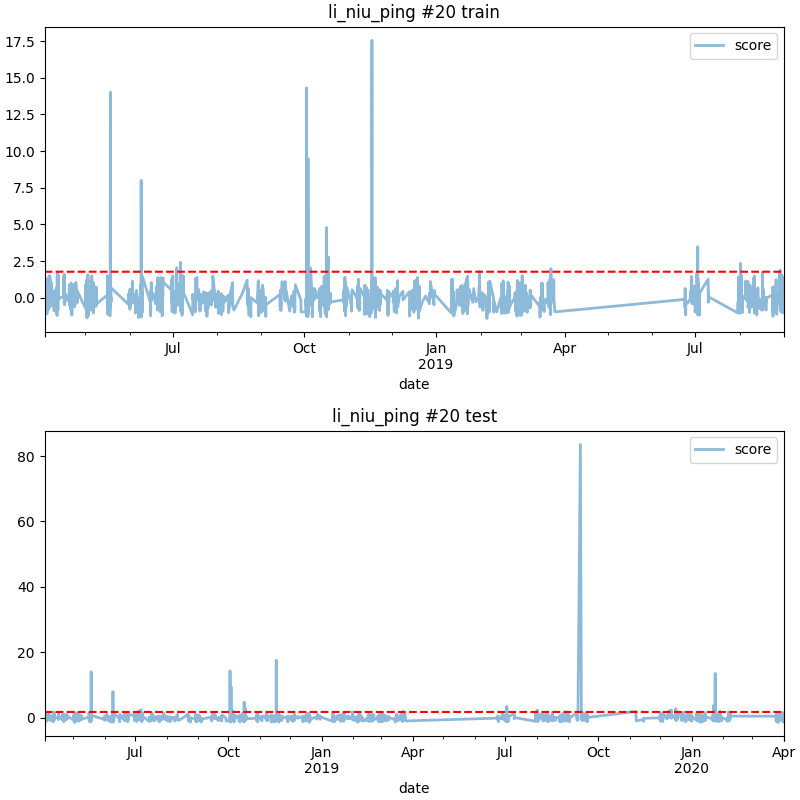 li_niu_ping #20 train
score
17.5
15.0
12.5
10.0
7.5
5.0
2.5
0.0
Jul Oct Jan Apr Jul
2019
date
li_niu_ping #20 test
score
80
60
40
20
0
Jul Oct Jan Apr Jul Oct Jan Apr
2019 2020
date